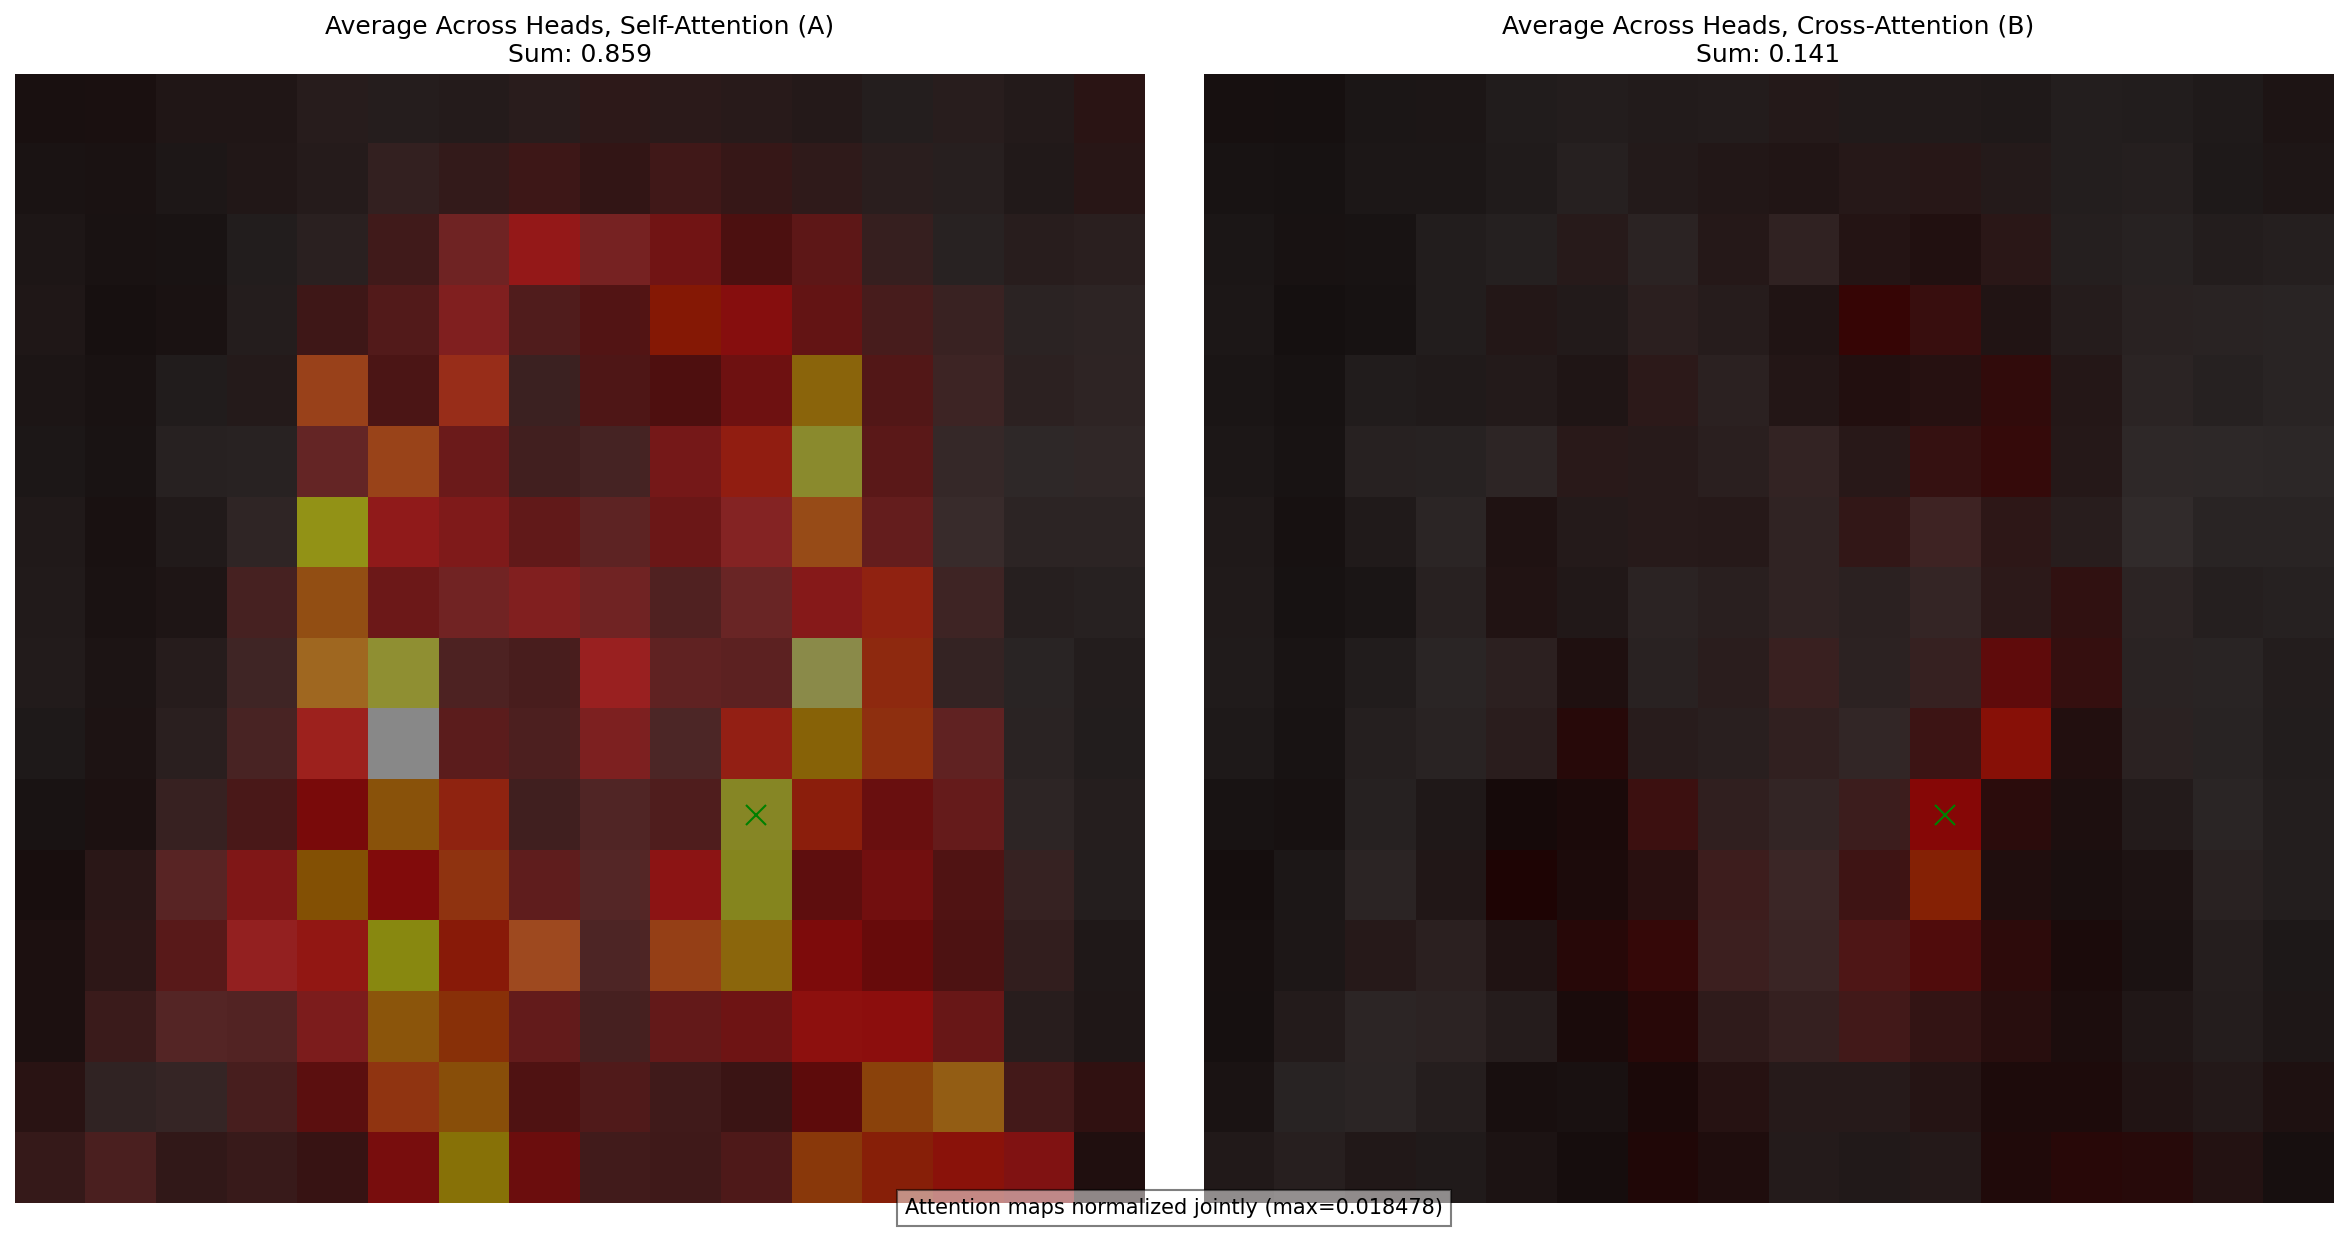 Average Across Heads, Self-Attention (A)
Sum: 0.859
Average Across Heads, Cross-Attention (B)
Sum: 0.141
Attention maps normalized jointly (max=0.018478)